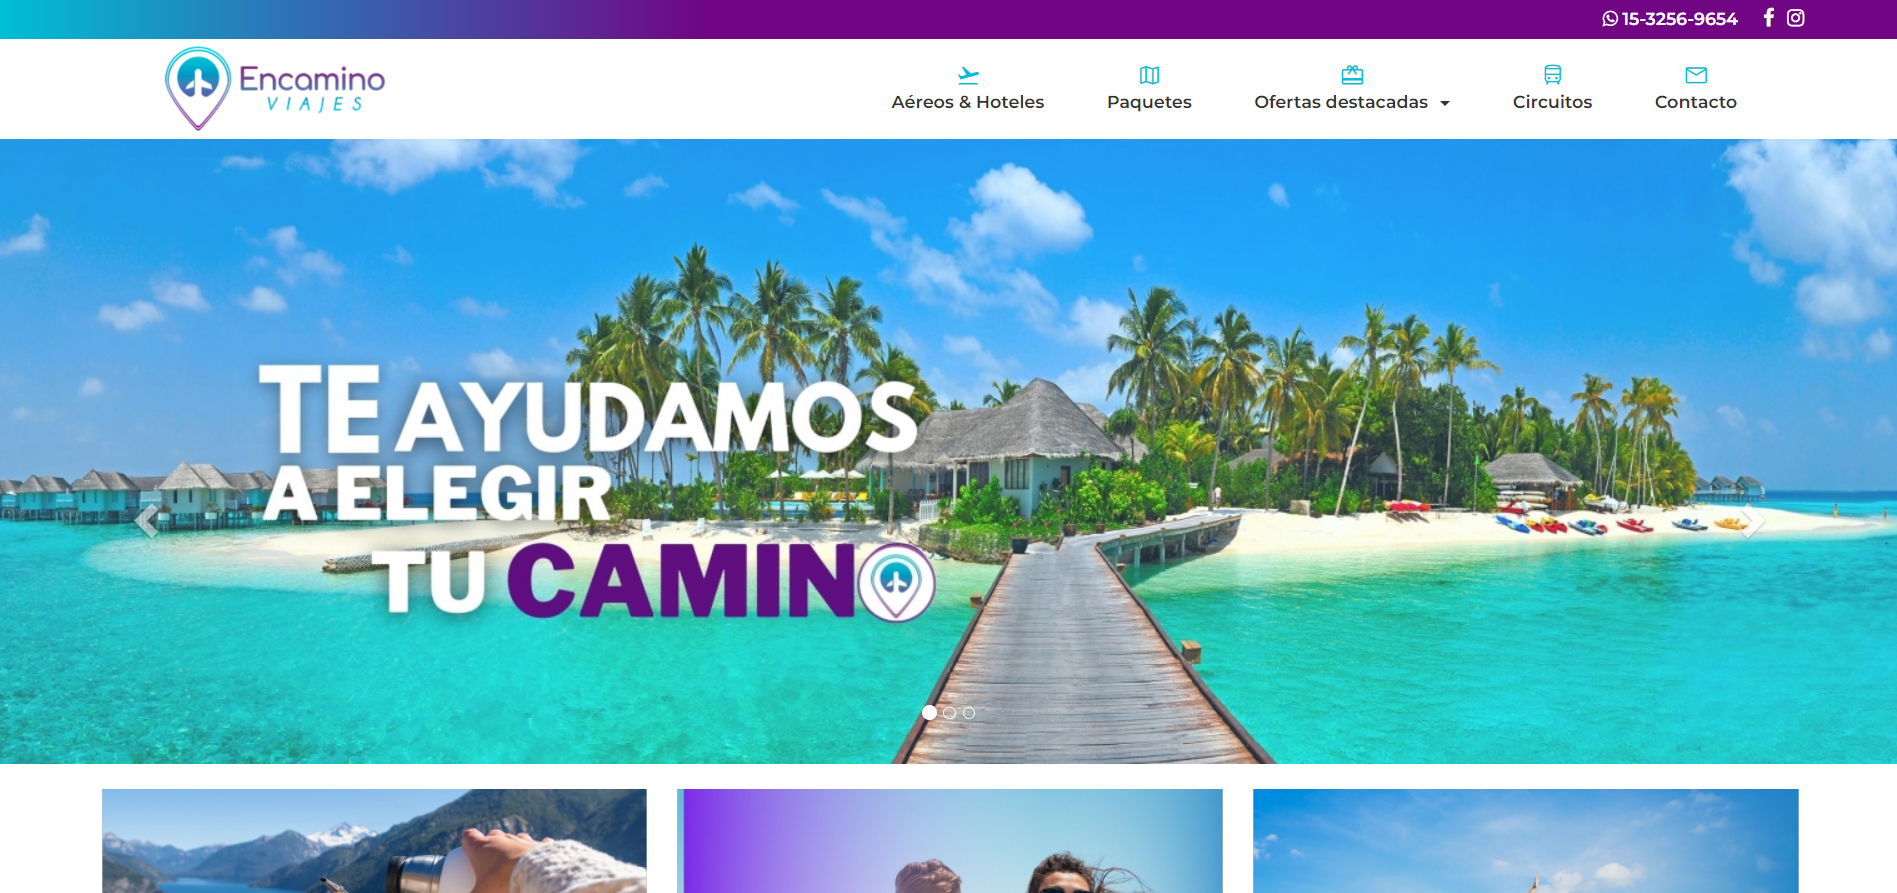 15-3256-9654
Encamino
VIAJES
Aéreos & Hoteles
Paquetes
Ofertas destacadas
Circuitos
Contacto
TE AYUDAMOS
A ELEGIR
TU CAMINO